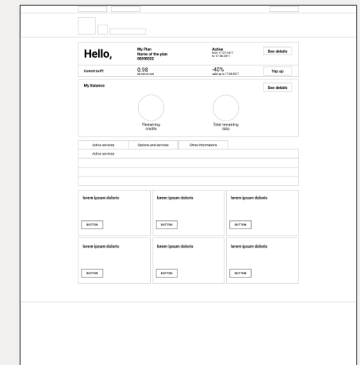 Hello,
My Plan
Name of the plan
00000000
Active
See details
0,98
-40%
Top up
My Balance
See details
Remaining
credits
Total remaining
data
Active services
Options and services
Other informations
Active services
lorem ipsum doloris
lorem ipsum doloris
lorem ipsum doloris
BUTTON
BUTTON
BUTTON
lorem ipsum doloris
lorem ipsum doloris
lorem ipsum doloris
BUTTON
BUTTON
BUTTON